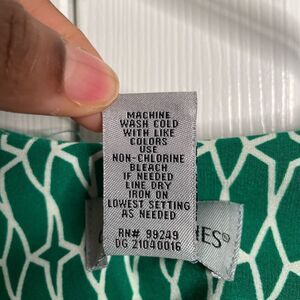 MACHINE
WASH COLD
WITH LIKE
COLORS
USE
NON-CHLORINE
BLEACH
IF NEEDED
LINE DRY
IRON ON
LOWEST SETTING
AS NEEDED
RN# 99249
DG 21040016